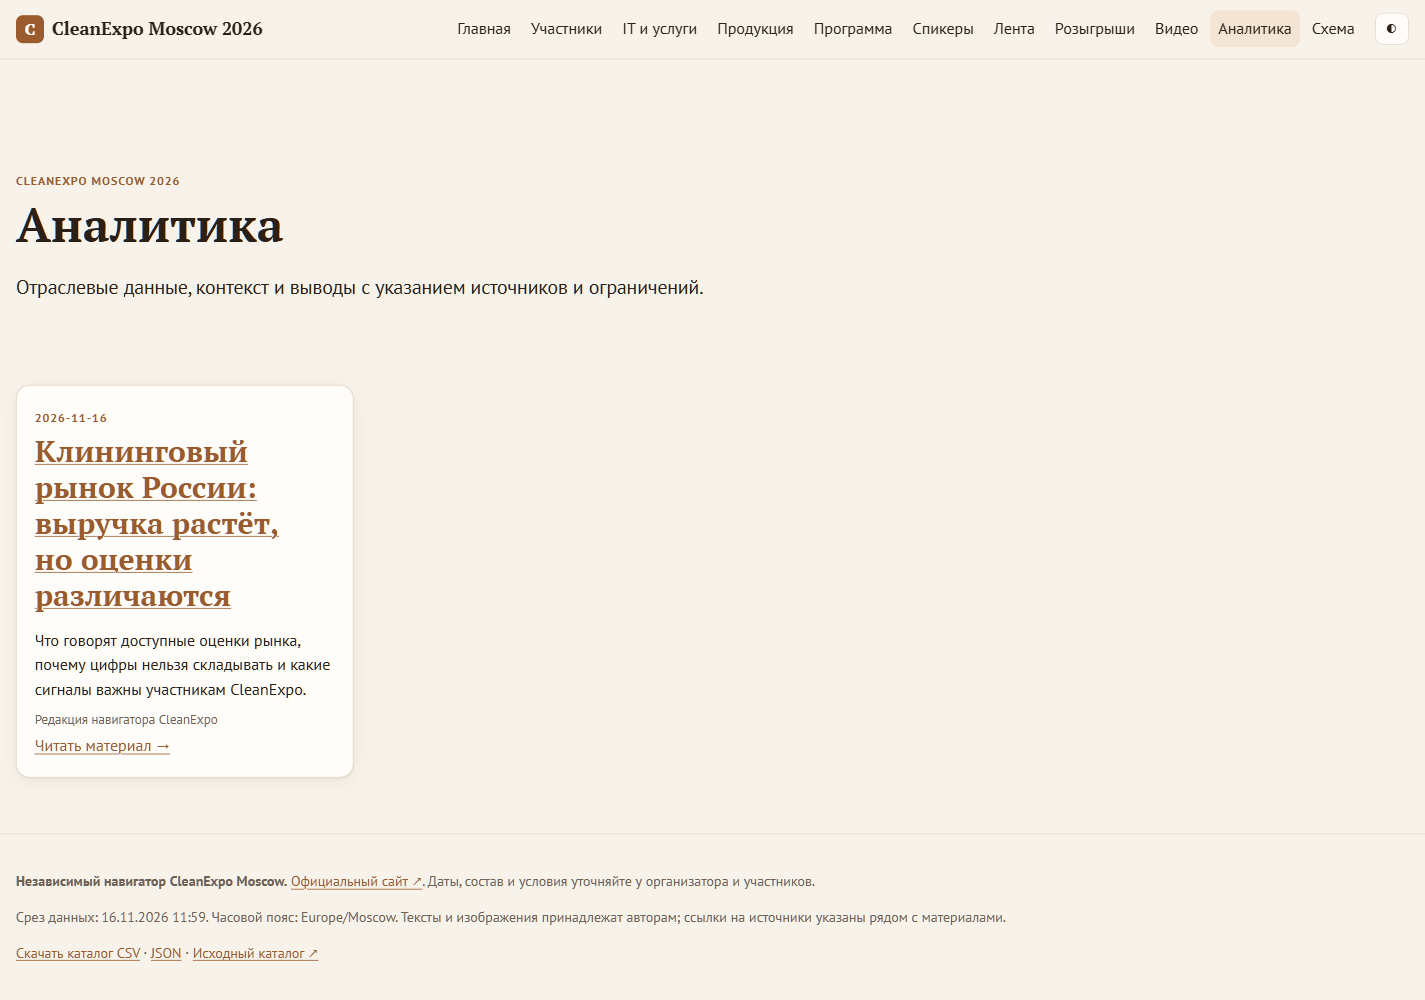 C CleanExpo Moscow 2026 Главная Участники IT и услуги Продукция Программа Спикеры Лента Розыгрыши Видео Аналитика Схема
CLEANEXPO MOSCOW 2026
Аналитика
Отраслевые данные, контекст и выводы с указанием источников и ограничений.
2026-11-16
Клининговый
рынок России:
выручка растёт,
но оценки
различаются
Что говорят доступные оценки рынка,
почему цифры нельзя складывать и какие
сигналы важны участникам CleanExpo.
Редакция навигатора CleanExpo
Читать материал →
Независимый навигатор CleanExpo Moscow. Официальный сайт ↗. Даты, состав и условия уточняйте у организатора и участников.
Срез данных: 16.11.2026 11:59. Часовой пояс: Europe/Moscow. Тексты и изображения принадлежат авторам; ссылки на источники указаны рядом с материалами.
Скачать каталог CSV · JSON · Исходный каталог ↗